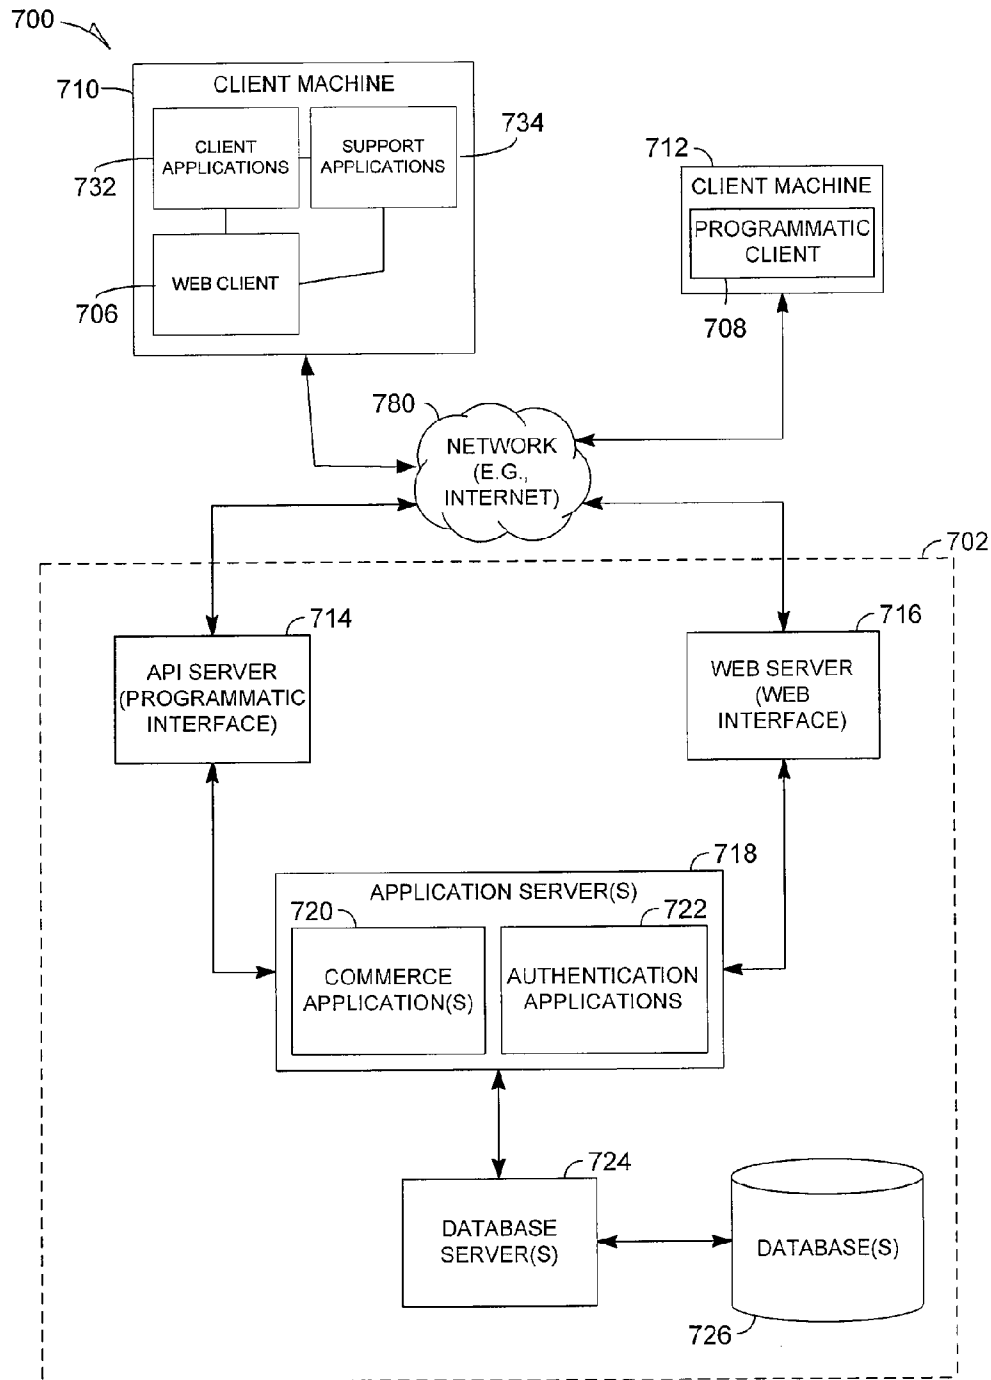 700
710
CLIENT MACHINE
CLIENT
APPLICATIONS
SUPPORT
APPLICATIONS
734
732
WEB CLIENT
706
712
CLIENT MACHINE
PROGRAMMATIC
CLIENT
708
780
NETWORK
(E.G.,
INTERNET)
702
714
API SERVER
(PROGRAMMATIC
INTERFACE)
716
WEB SERVER
(WEB
INTERFACE)
718
APPLICATION SERVER(S)
720
COMMERCE
APPLICATION(S)
722
AUTHENTICATION
APPLICATIONS
724
DATABASE
SERVER(S)
DATABASE(S)
726